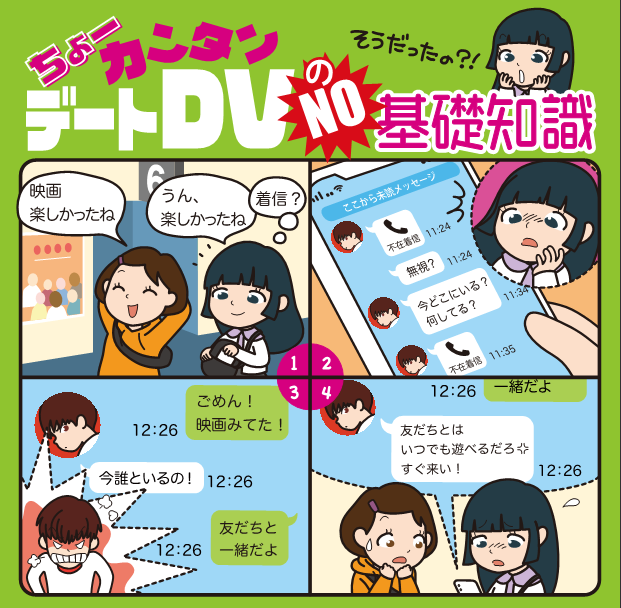 ちょーカンタン
そうだったの?!
デートDVのNO基礎知識
6
映画
楽しかったね
うん、
楽しかったね
着信?
ここから未読メッセージ
不在着信
11:24
無視?
11:24
今どこにいる?
何してる?
11:34
不在着信
11:35
1 2
3 4
ごめん!
映画みてた!
12:26
今誰といるの!
12:26
友だちと
一緒だよ
12:26
一緒だよ
12:26
友だちとは
いつでも遊べるだろ
すぐ来い!
12:26